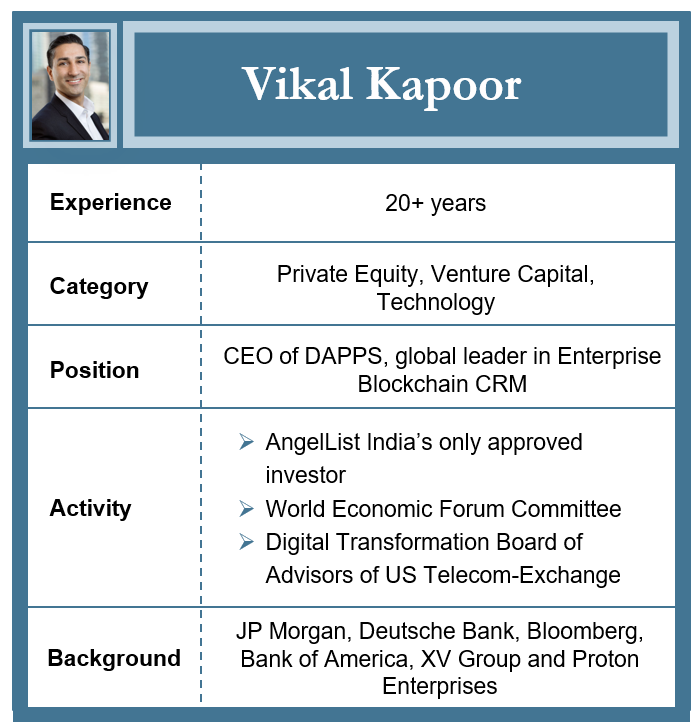 Vikal Kapoor
Experience
20+ years
Category
Private Equity, Venture Capital,
Technology
Position
CEO of DAPPS, global leader in Enterprise
Blockchain CRM
Activity
AngelList India’s only approved
investor
World Economic Forum Committee
Digital Transformation Board of
Advisors of US Telecom-Exchange
Background
JP Morgan, Deutsche Bank, Bloomberg,
Bank of America, XV Group and Proton
Enterprises